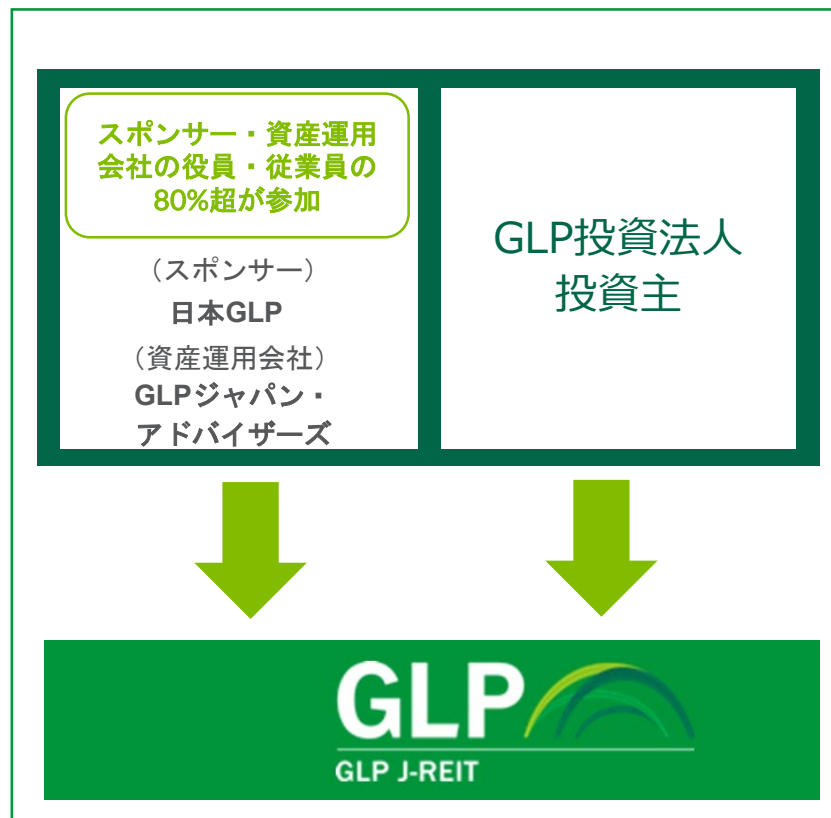 スポンサー・資産運用
会社の役員・従業員の
80%超が参加
（スポンサー）
日本GLP
（資産運用会社）
GLPジャパン・
アドバイザーズ
GLP投資法人
投資主
GLP
GLP J-REIT